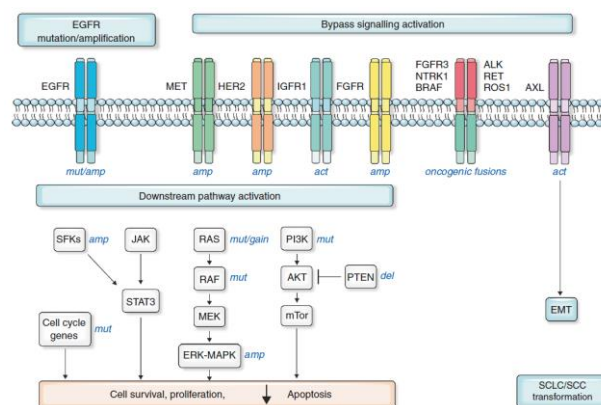 EGFR
mutation/amplification
Bypass signalling activation
EGFR
MET
HER2
IGFR1
FGFR
FGFR3
NTRK1
BRAF
ALK
RET
ROS1
AXL
mut/amp
amp
amp
act
amp
oncogenic fusions
act
Downstream pathway activation
SFKs
amp
JAK
RAS
mut/gain
PI3K
mut
RAF
mut
AKT
PTEN
del
STAT3
MEK
mTor
EMT
Cell cycle
genes
mut
ERK-MAPK
amp
Cell survival, proliferation,
Apoptosis
SCLC/SCC
transformation